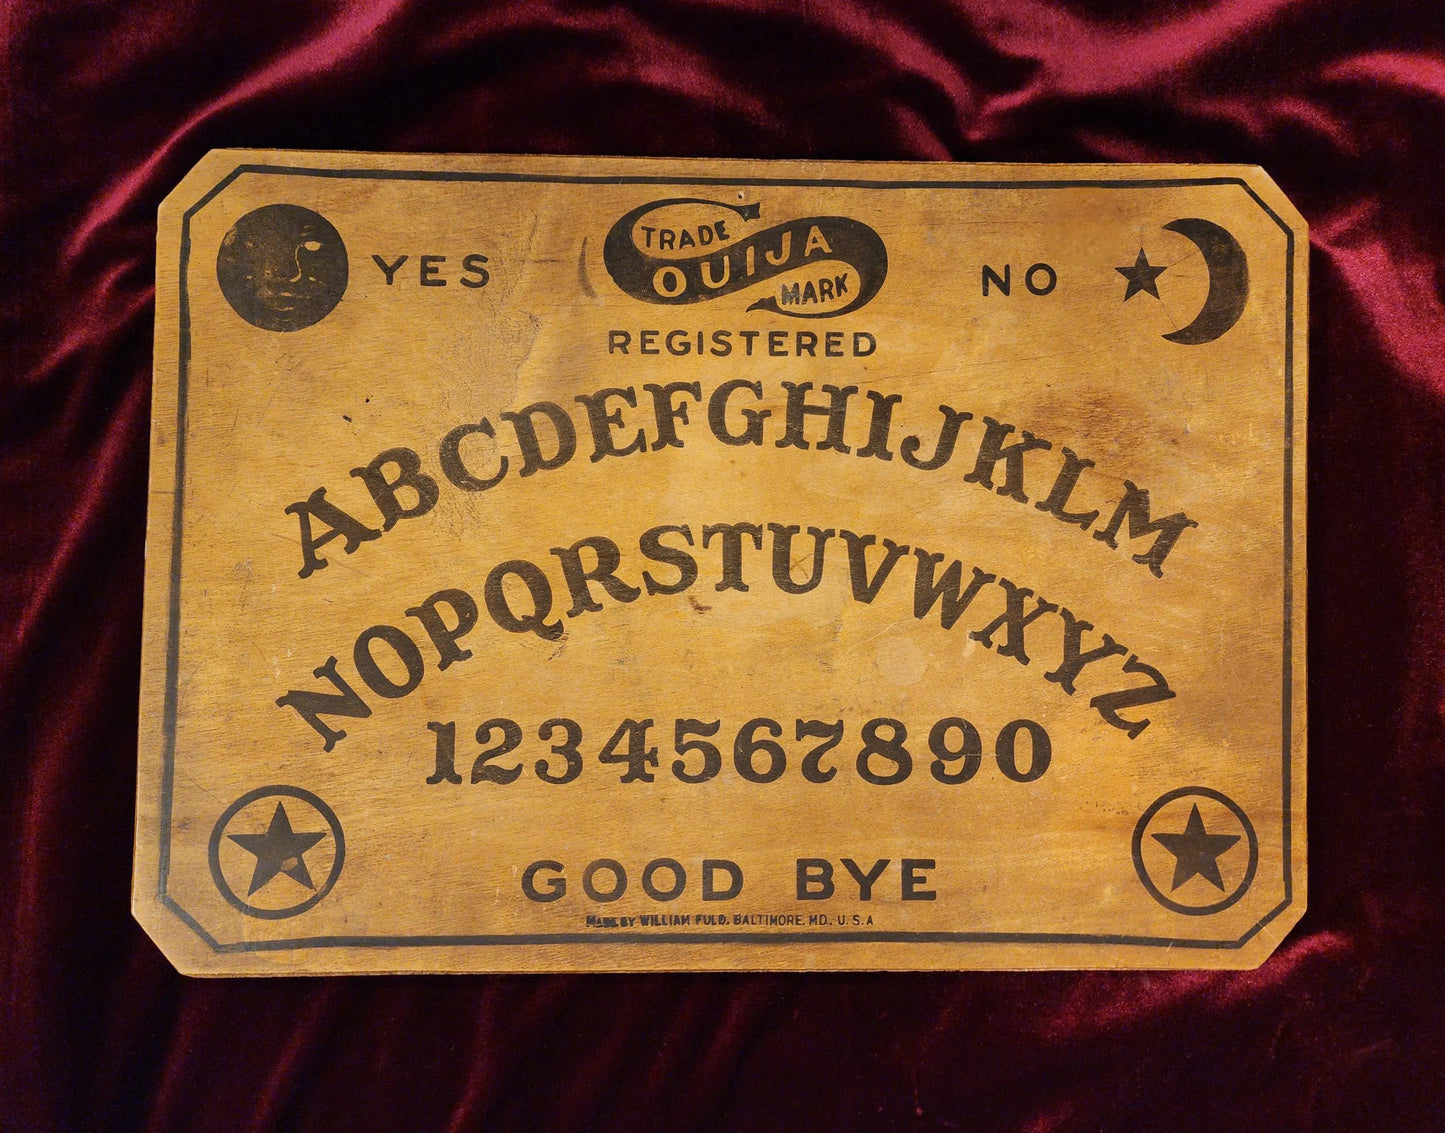 YES
TRADE
OUIJA
MARK
NO
REGISTERED
ABCDEFGHIJKLM
NOPQRSTUVWXYZ
1234567890
GOOD BYE
MADE BY WILLIAM FULD, BALTIMORE, MD., U.S.A